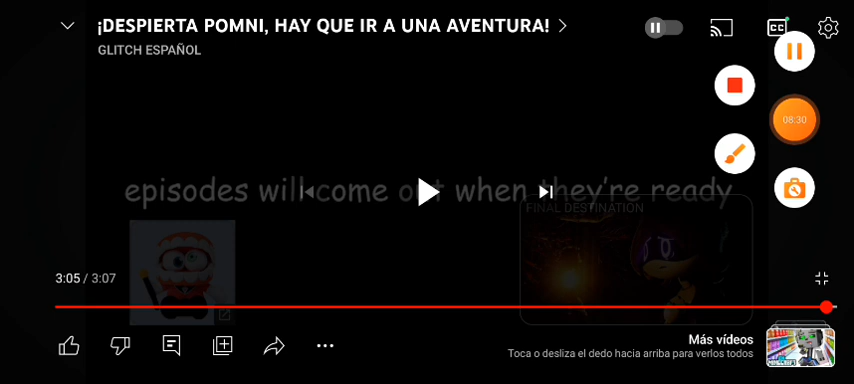 ¡DESPIERTA POMNI, HAY QUE IR A UNA AVENTURA!
GLITCH ESPAÑOL
CC
08:30
episodes will come out when they're ready
FINAL DESTINATION
3:05 / 3:07
Más vídeos
Toca o desliza el dedo hacia arriba para verlos todos